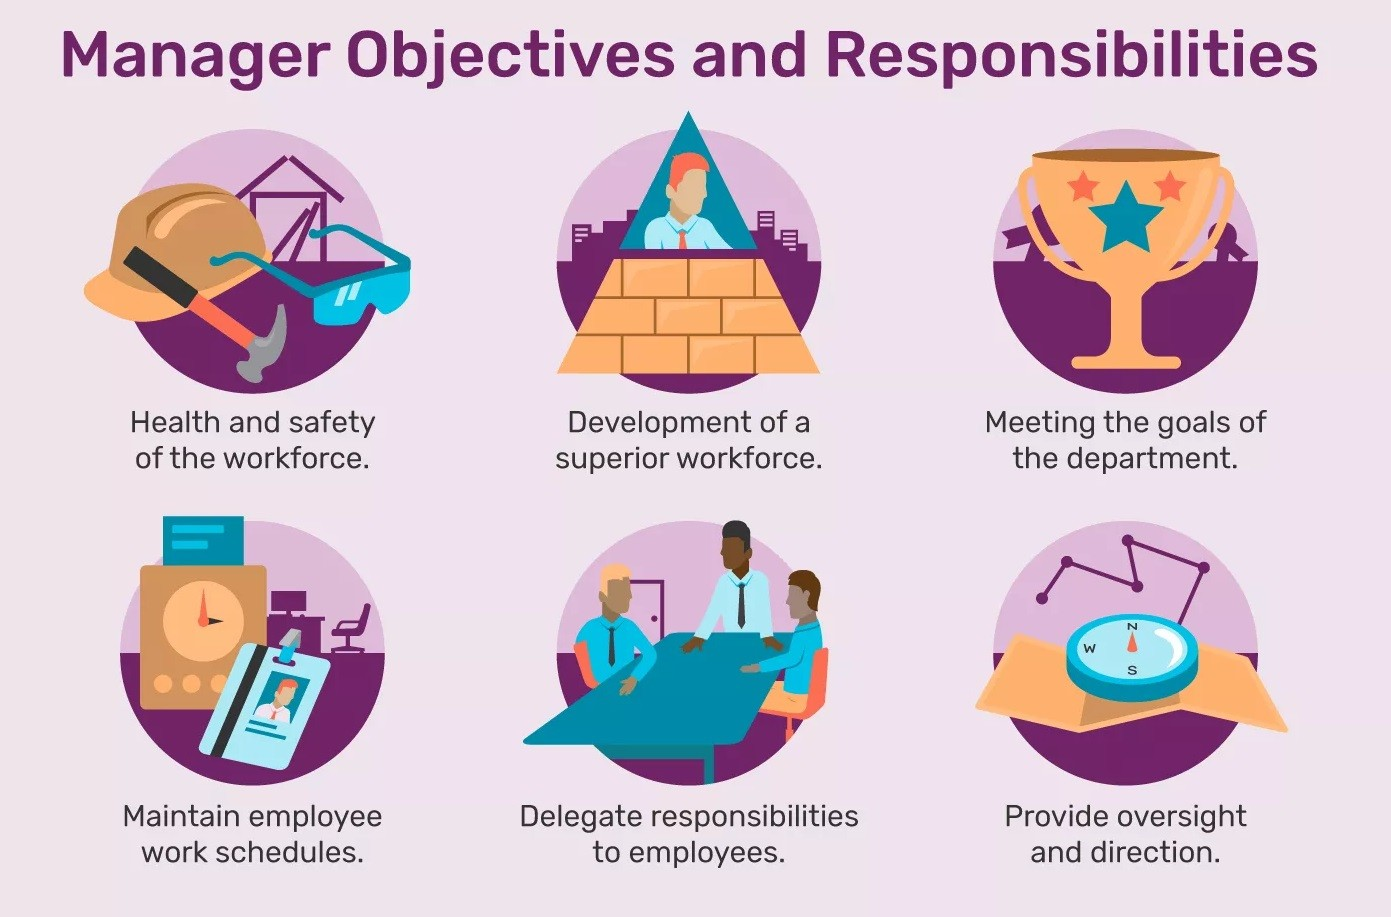 Manager Objectives and Responsibilities
Health and safety
of the workforce.
Development of a
superior workforce.
Meeting the goals of
the department.
Maintain employee
work schedules.
Delegate responsibilities
to employees.
N
W
S
Provide oversight
and direction.